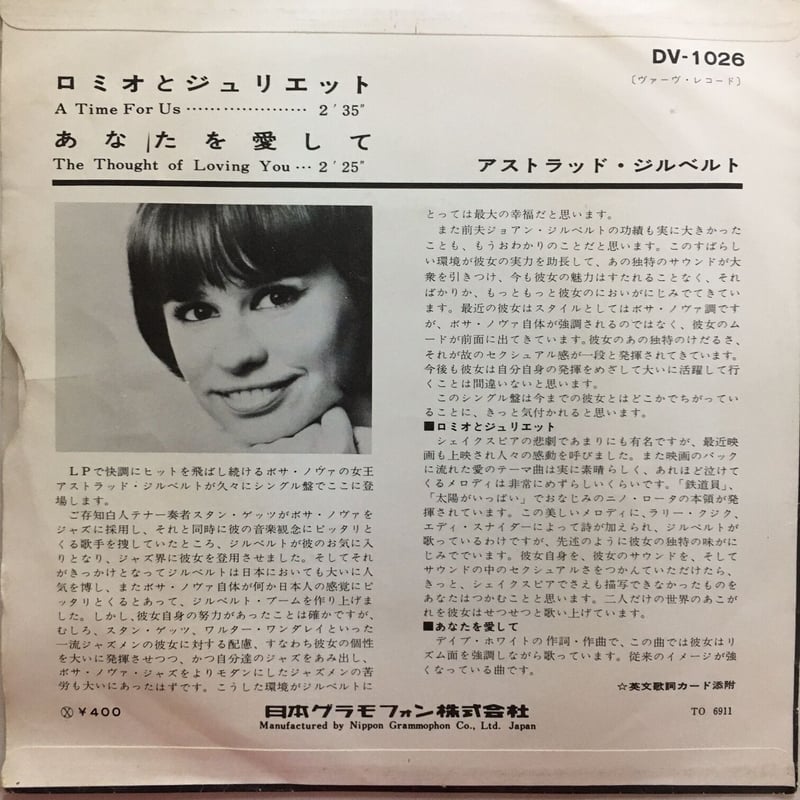 DV-1026
〔ヴァーヴ・レコード〕
ロミオとジュリエット
A Time For Us ………………… 2′35″
あなたを愛して
The Thought of Loving You … 2′25″
アストラッド・ジルベルト
LPで快調にヒットを飛ばし続けるボサ・ノヴァの女王
アストラッド・ジルベルトが久々にシングル盤でここに登
場します。
ご存知白人テナー奏者スタン・ゲッツがボサ・ノヴァを
ジャズに採用し、それと同時に彼の音楽観念にピッタリと
くる歌手を捜していたところ、ジルベルトが彼のお気に入
りとなり、ジャズ界に彼女を登用させました。そしてそれ
がきっかけとなってジルベルトは日本においても大いに人
気を博し、またボサ・ノヴァ自体が何か日本人の感覚にピ
ッタリとくるとあって、ジルベルト・ブームを作り上げま
した。しかし、彼女自身の努力があったことは確かですが、
むしろ、スタン・ゲッツ、ワルター・ワンダレイといった
一流ジャズメンの彼女に対する配慮、すなわち彼女の個性
を大いに発揮させつつ、かつ自分達のジャズをあみ出し、
ボサ・ノヴァ・ジャズをよりモダンにしたジャズメンの苦
労も大いにあったはずです。こうした環境がジルベルトに
とっては最大の幸福だと思います。
また前夫ジョアン・ジルベルトの功績も実に大きかった
ことも、もうおわかりのことだと思います。このすばらし
い環境が彼女の実力を助長して、あの独特のサウンドが大
衆を引きつけ、今も彼女の魅力はすたれることなく、それ
ばかりか、もっともっと彼女のにおいがにじみでてきてい
ます。最近の彼女はスタイルとしてはボサ・ノヴァ調です
が、ボサ・ノヴァ自体が強調されるのではなく、彼女のム
ードが前面に出てきています。彼女のあの独特のけだるさ、
それが故のセクシュアル感が一段と発揮されてきています。
今後も彼女は自分自身の発揮をめざして大いに活躍して行
くことは間違いないと思います。
このシングル盤は今までの彼女とはどこかでちがってい
ることに、きっと気付かれると思います。
■ロミオとジュリエット
シェイクスピアの悲劇であまりにも有名ですが、最近映
画も上映され人々の感動を呼びました。また映画のバック
に流れた愛のテーマ曲は実に素晴らしく、あれほど泣けて
くるメロディは非常にめずらしいくらいです。「鉄道員」、
「太陽がいっぱい」でおなじみのニノ・ロータの本領が発
揮されています。この美しいメロディに、ラリー・クジク、
エディ・スナイダーによって詩が加えられ、ジルベルトが
歌っているわけですが、先述のように彼女の独特の味がに
じみでています。彼女自身を、彼女のサウンドを、そして
サウンドの中のセクシュアルさをつかんていただけたら、
きっと、シェイクスピアでさえも描写できなかったものを
あなたはつかむことと思います。二人だけの世界のあこが
れを彼女はせつせつと歌い上げています。
■あなたを愛して
デイブ・ホワイトの作詞・作曲で、この曲では彼女はリ
ズム面を強調しながら歌っています。従来のイメージが強
くなっている曲です。
☆英文歌詞カード添附
Ⓧ ¥400
日本グラモフォン株式会社
Manufactured by Nippon Grammophon Co., Ltd. Japan
TO 6911